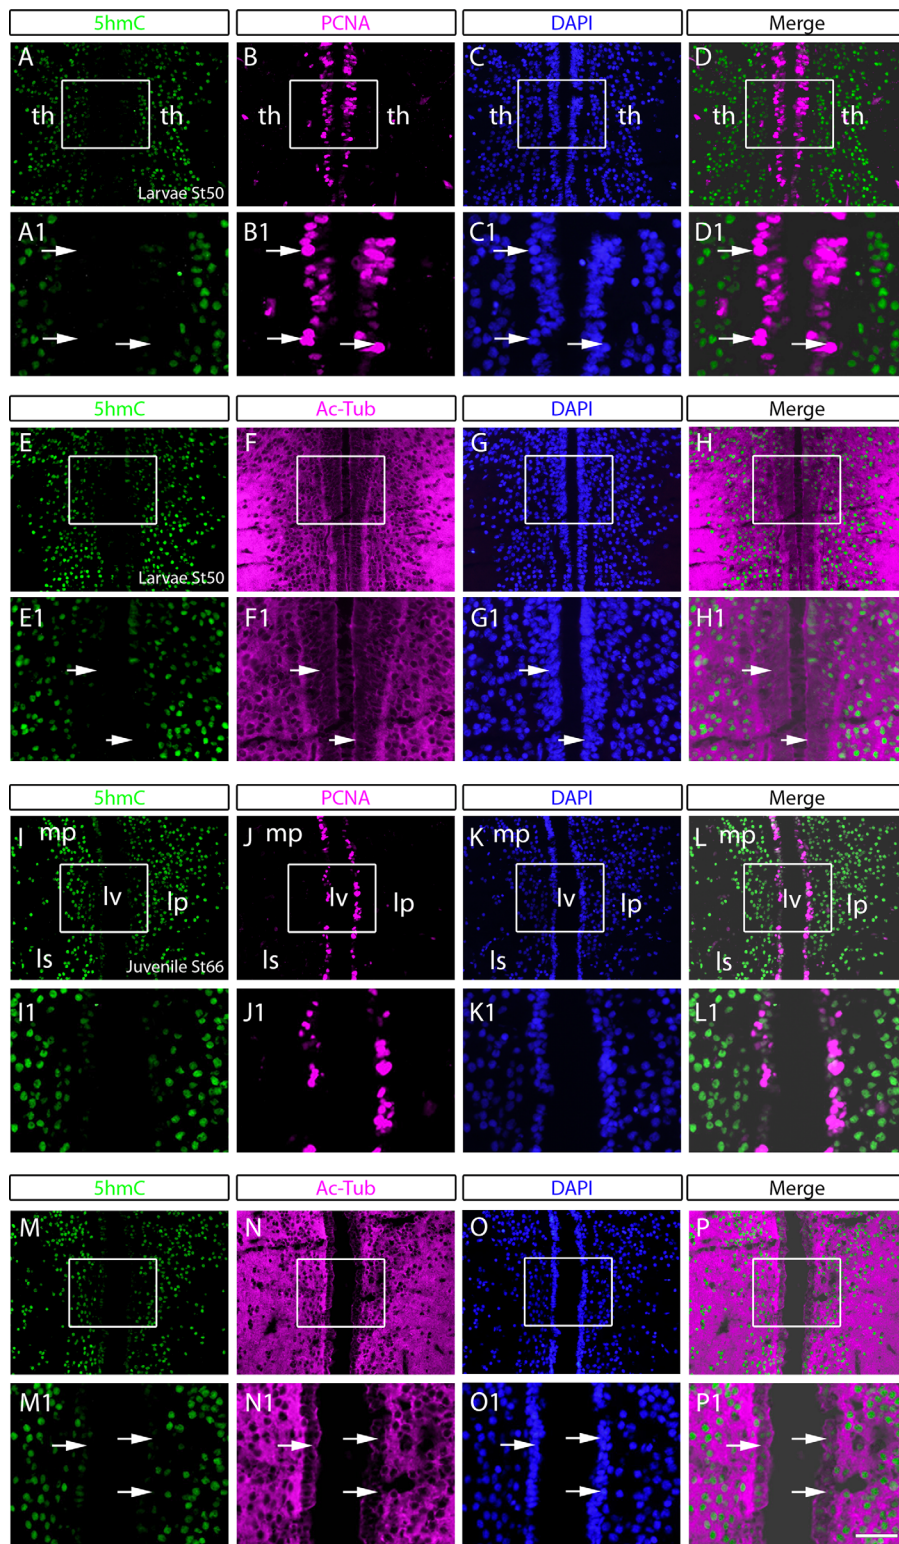 5hmC PCNA DAPI Merge
A B C D
th th th th th th
Larvae St50
A1 B1 C1 D1
5hmC Ac-Tub DAPI Merge
E F G H
Larvae St50
E1 F1 G1 H1
5hmC PCNA DAPI Merge
I mp J mp K mp L mp
lv lp lv lp lv lp lv lp
ls Juvenile St66 ls ls ls
I1 J1 K1 L1
5hmC Ac-Tub DAPI Merge
M N O P
M1 N1 O1 P1